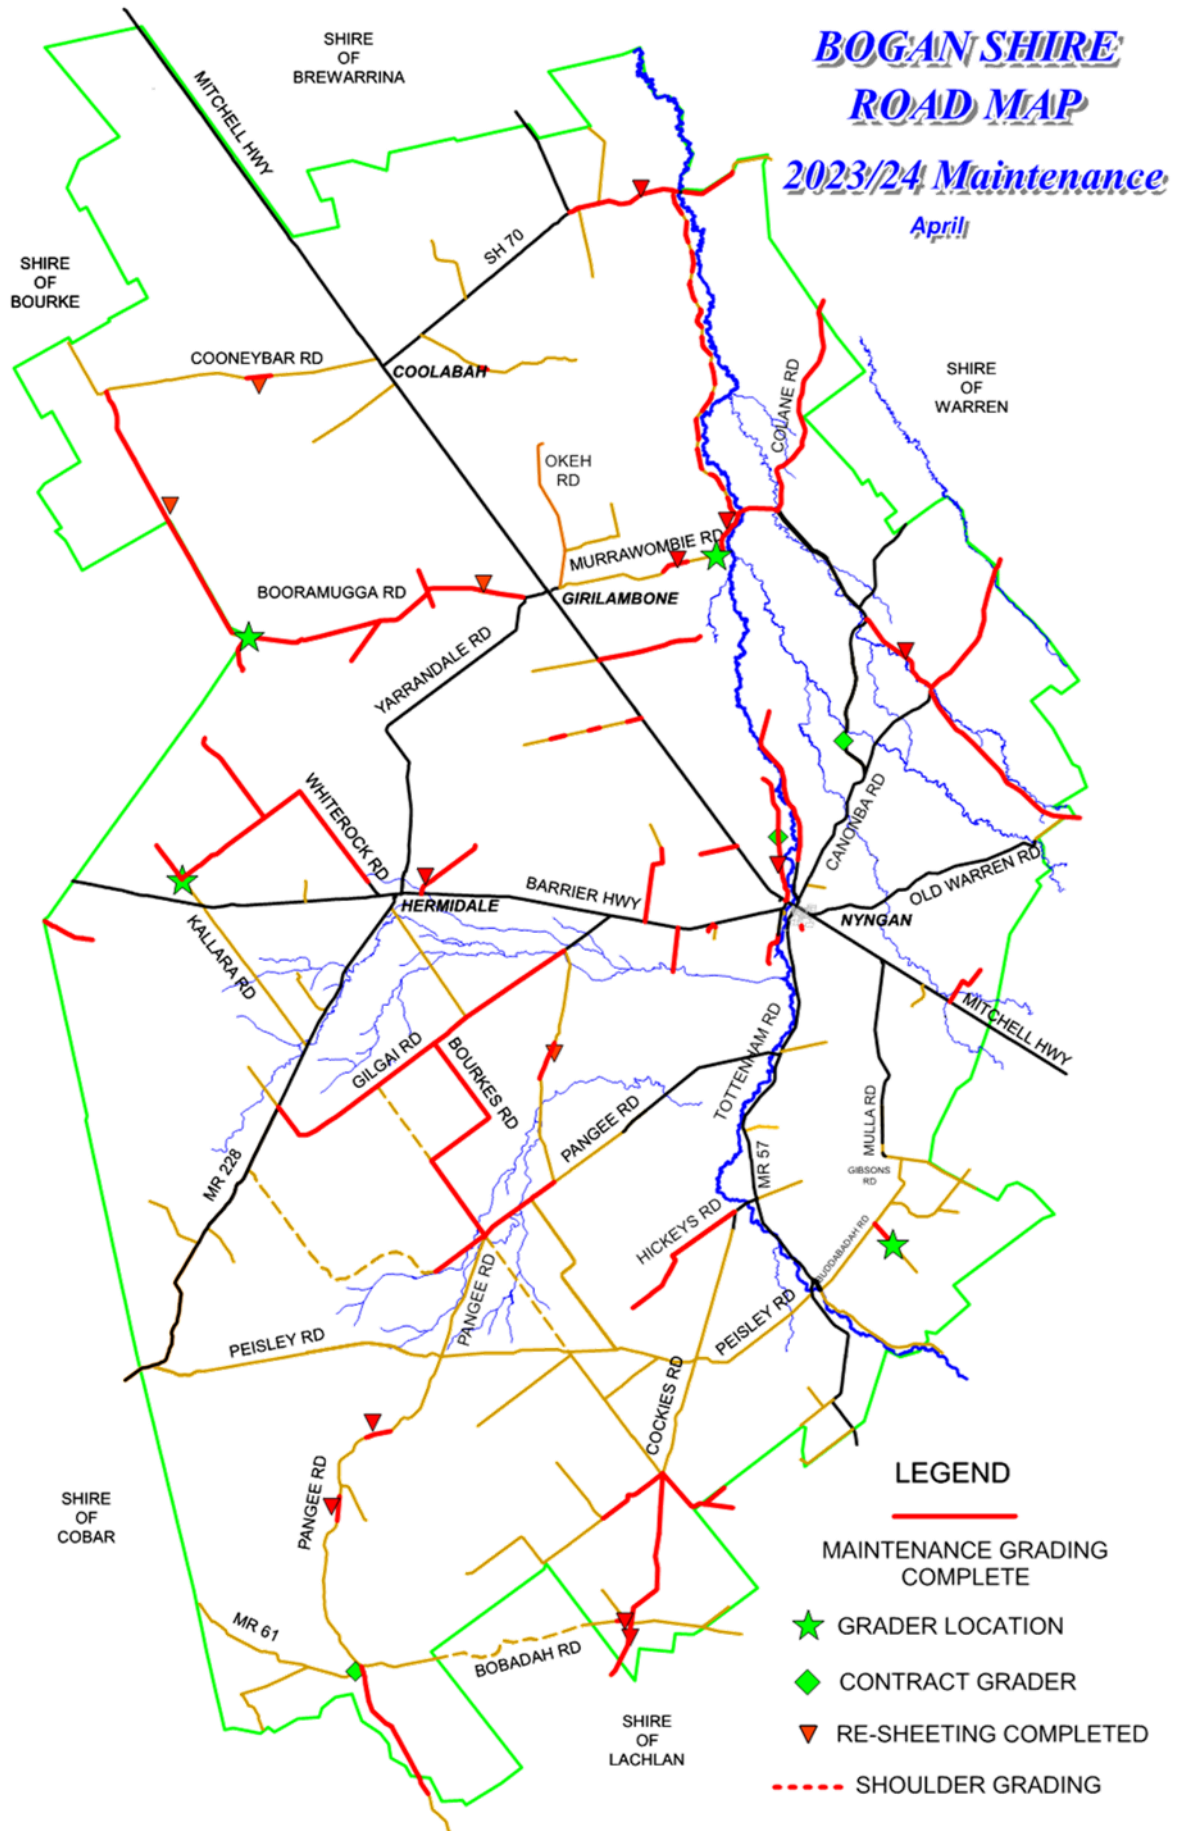 BOGAN SHIRE
ROAD MAP
2023/24 Maintenance
April
SHIRE
OF
BREWARRINA
MITCHELL HWY
SHIRE
OF
BOURKE
SH 70
COONEYBAR RD
COOLABAH
SHIRE
OF
WARREN
COLANE RD
OKEH
RD
MURRAWOMBIE RD
BOORAMUGGA RD
GIRILAMBONE
YARRANDALE RD
WHITEROCK RD
CANONBA RD
OLD WARREN RD
BARRIER HWY
HERMIDALE
NYNGAN
KALLARA RD
MITCHELL HWY
GILGAI RD
BOURKES RD
TOTTENHAM RD
PANGEE RD
MULLA RD
MR 228
MR 57
GIBSONS
RD
HICKEYS RD
BUDDABADAH RD
PANGEE RD
PEISLEY RD
PEISLEY RD
COCKIES RD
PANGEE RD
SHIRE
OF
COBAR
MR 61
BOBADAH RD
SHIRE
OF
LACHLAN
LEGEND
MAINTENANCE GRADING
COMPLETE
GRADER LOCATION
CONTRACT GRADER
RE-SHEETING COMPLETED
SHOULDER GRADING